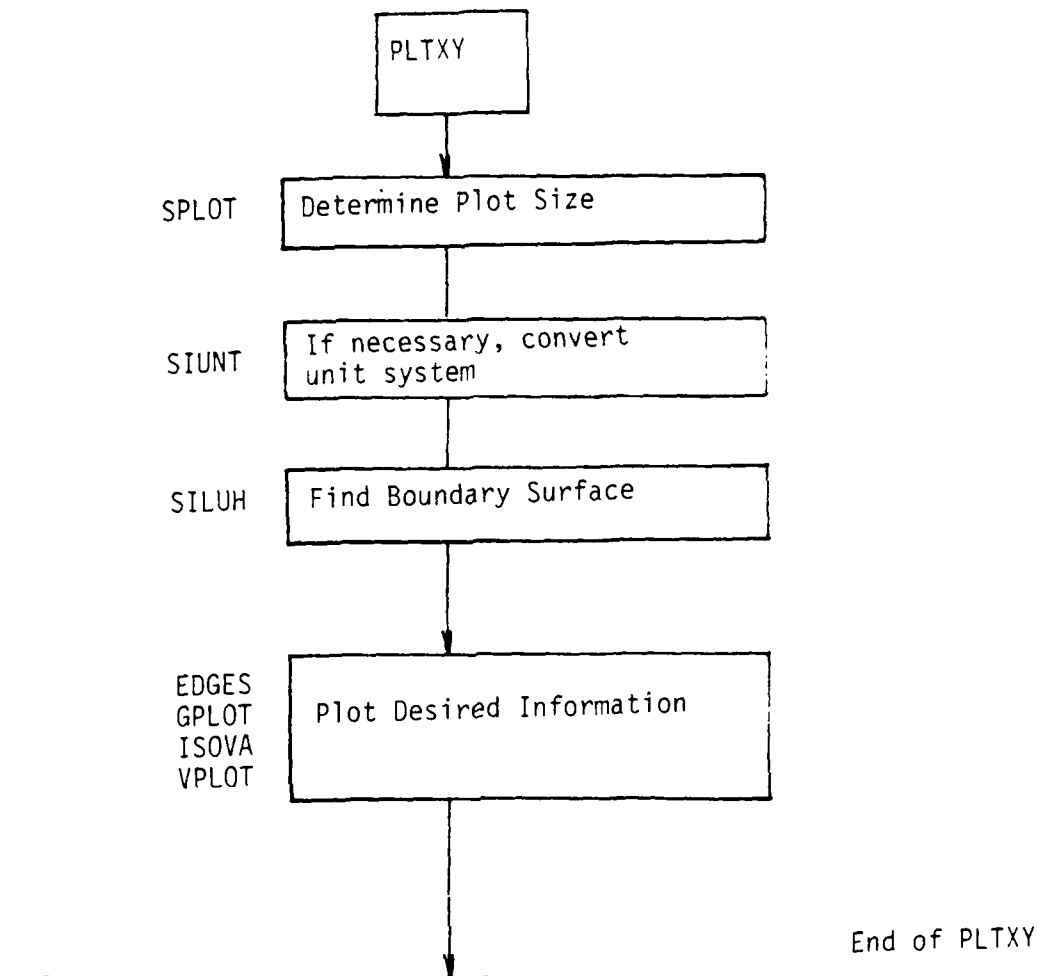 PLTXY
SPLOT
Determine Plot Size
SIUNT
If necessary, convert
unit system
SILUH
Find Boundary Surface
EDGES
GPLOT
ISOVA
VPLOT
Plot Desired Information
End of PLTXY